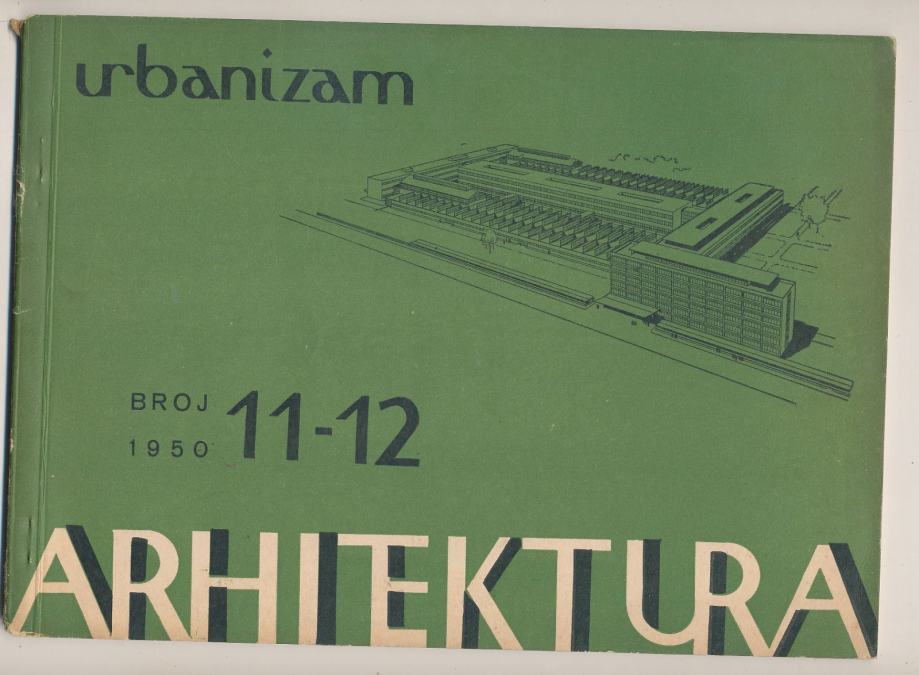 urbanizam
BROJ 11-12
1950
ARHITEKTURA